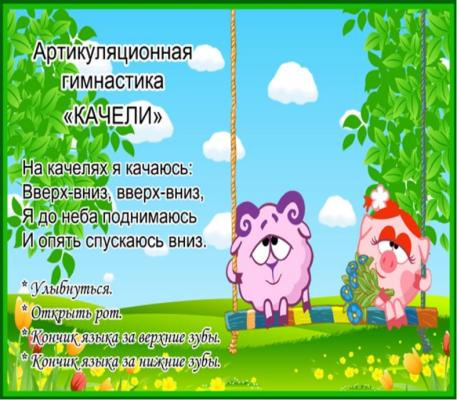 Артикуляционная
гимнастика
«КАЧЕЛИ»
На качелях я качаюсь:
Вверх-вниз, вверх-вниз,
Я до неба поднимаюсь
И опять спускаюсь вниз.
* Улыбнуться.
* Открыть рот.
* Кончик языка за верхние зубы.
* Кончик языка за нижние зубы.